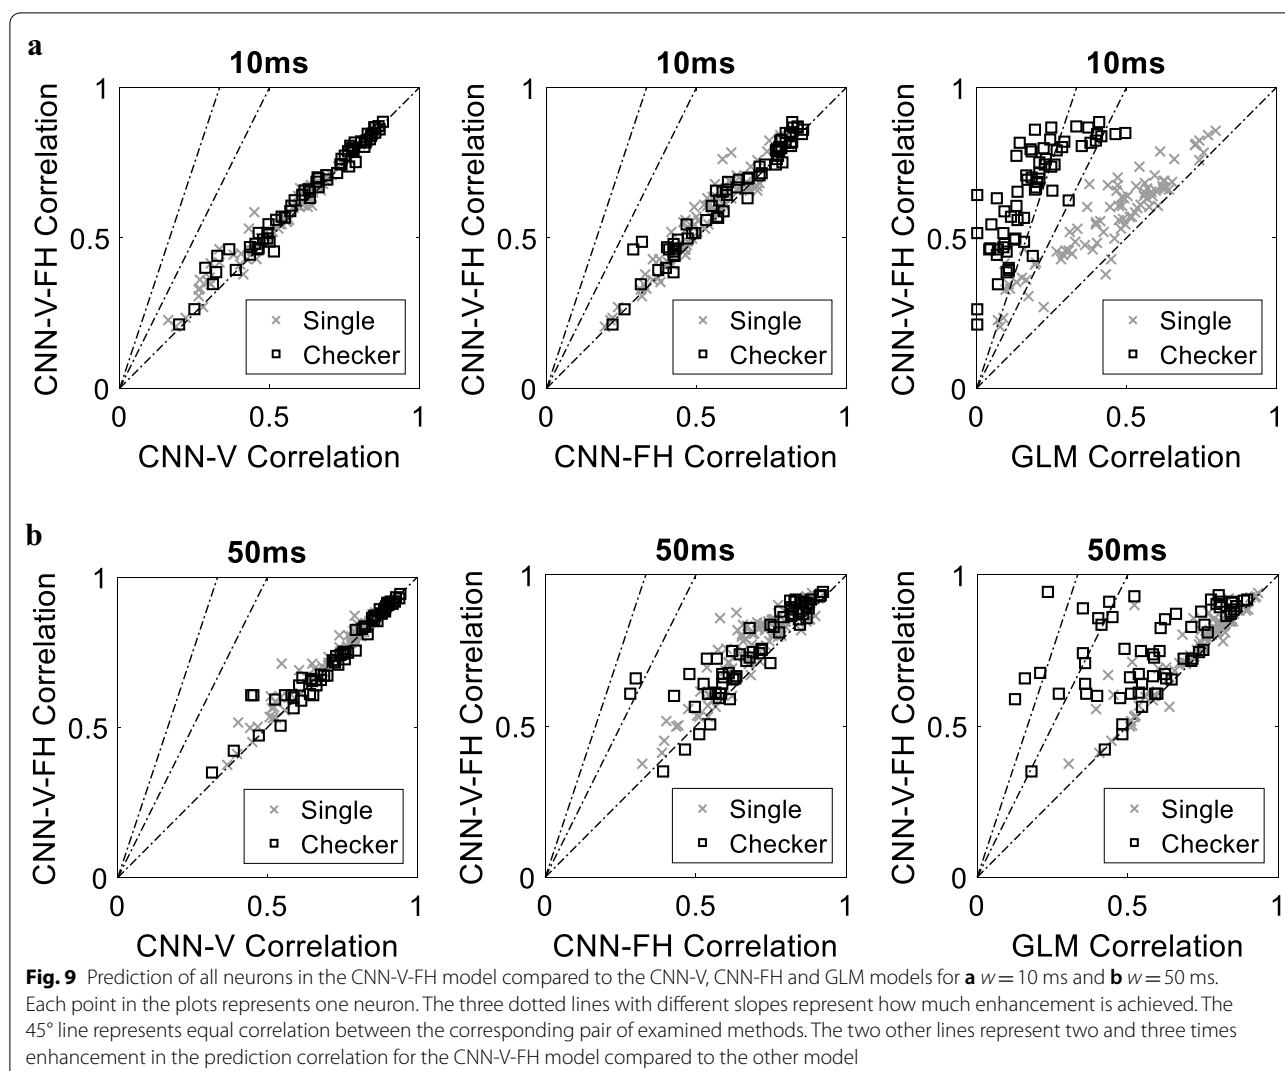 a
10ms
10ms
10ms
CNN-V-FH Correlation
1
0.5
0
Single
Checker
0
0.5
1
CNN-V Correlation
CNN-V-FH Correlation
1
0.5
0
Single
Checker
0
0.5
1
CNN-FH Correlation
CNN-V-FH Correlation
1
0.5
0
Single
Checker
0
0.5
1
GLM Correlation
b
50ms
50ms
50ms
CNN-V-FH Correlation
1
0.5
0
Single
Checker
0
0.5
1
CNN-V Correlation
CNN-V-FH Correlation
1
0.5
0
Single
Checker
0
0.5
1
CNN-FH Correlation
CNN-V-FH Correlation
1
0.5
0
Single
Checker
0
0.5
1
GLM Correlation
Fig. 9 Prediction of all neurons in the CNN-V-FH model compared to the CNN-V, CNN-FH and GLM models for a w = 10 ms and b w = 50 ms.
Each point in the plots represents one neuron. The three dotted lines with different slopes represent how much enhancement is achieved. The
45° line represents equal correlation between the corresponding pair of examined methods. The two other lines represent two and three times
enhancement in the prediction correlation for the CNN-V-FH model compared to the other model